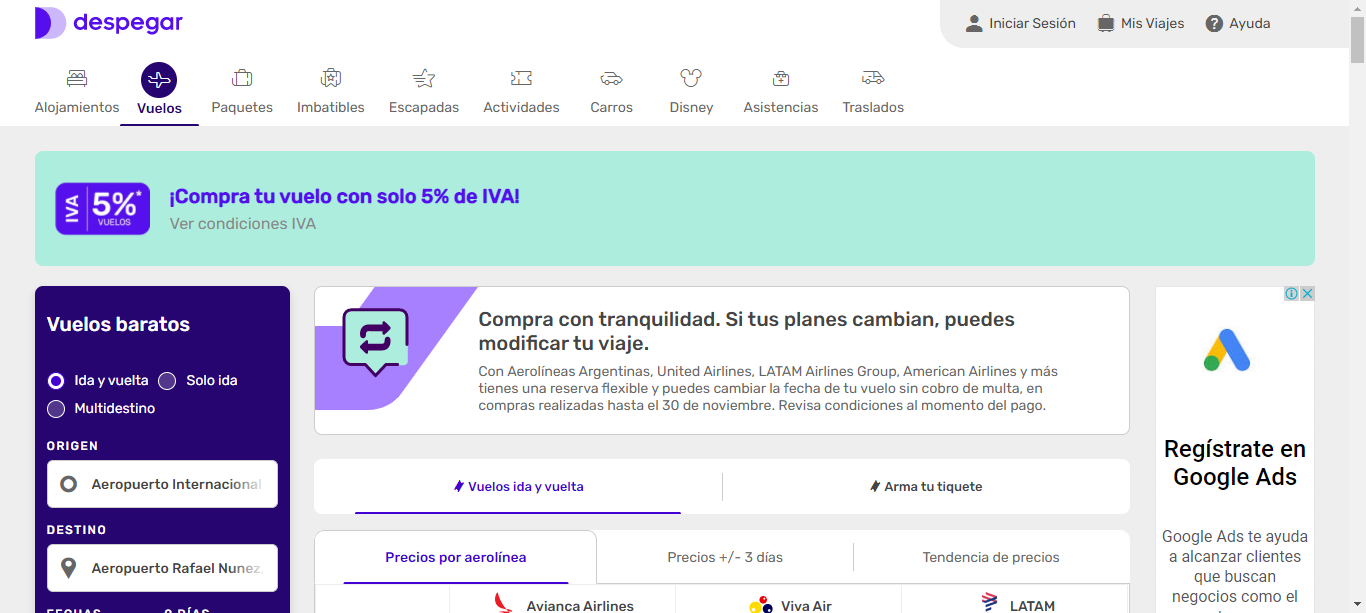 despegar
Iniciar Sesión Mis Viajes Ayuda
Alojamientos Vuelos Paquetes Imbatibles Escapadas Actividades Carros Disney Asistencias Traslados
IVA 5%* VUELOS
¡Compra tu vuelo con solo 5% de IVA!
Ver condiciones IVA
Vuelos baratos
Ida y vuelta Solo ida
Multidestino
ORIGEN
Aeropuerto Internacional
DESTINO
Aeropuerto Rafael Nunez,
FECHAS 0 DÍAS
Compra con tranquilidad. Si tus planes cambian, puedes
modificar tu viaje.
Con Aerolíneas Argentinas, United Airlines, LATAM Airlines Group, American Airlines y más
tienes una reserva flexible y puedes cambiar la fecha de tu vuelo sin cobro de multa, en
compras realizadas hasta el 30 de noviembre. Revisa condiciones al momento del pago.
Vuelos ida y vuelta Arma tu tiquete
Precios por aerolínea Precios +/- 3 días Tendencia de precios
Avianca Airlines Viva Air LATAM
Regístrate en
Google Ads
Google Ads te ayuda
a alcanzar clientes
que buscan
negocios como el